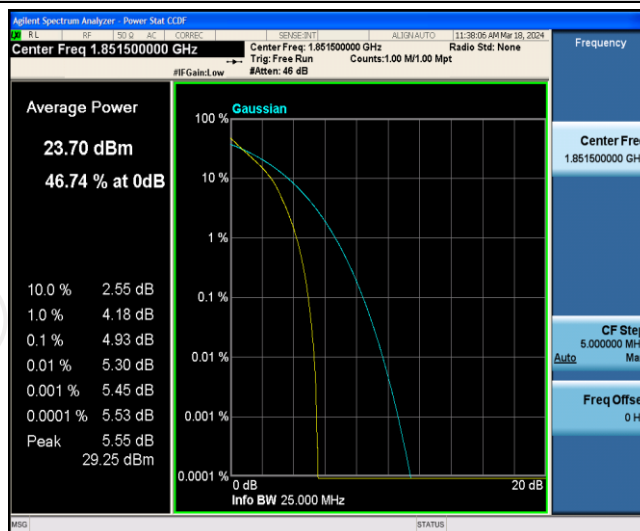 Agilent Spectrum Analyzer - Power Stat CCDF
RL RF 50 Ω AC CORREC SENSE:INT ALIGNAUTO 11:38:06 AM Mar 18, 2024
Center Freq 1.851500000 GHz
Center Freq: 1.851500000 GHz Radio Std: None
Trig: Free Run Counts:1.00 M/1.00 Mpt
#IFGain:Low #Atten: 46 dB
Frequency
Average Power
23.70 dBm
46.74 % at 0dB
10.0 % 2.55 dB
1.0 % 4.18 dB
0.1 % 4.93 dB
0.01 % 5.30 dB
0.001 % 5.45 dB
0.0001 % 5.53 dB
Peak 5.55 dB
29.25 dBm
Gaussian
100 %
10 %
1 %
0.1 %
0.01 %
0.001 %
0.0001 %
0 dB 20 dB
Info BW 25.000 MHz
Center Fre
1.851500000 GH
CF Step
5.000000 MH
Auto Ma
Freq Offse
0 H
MSG STATUS